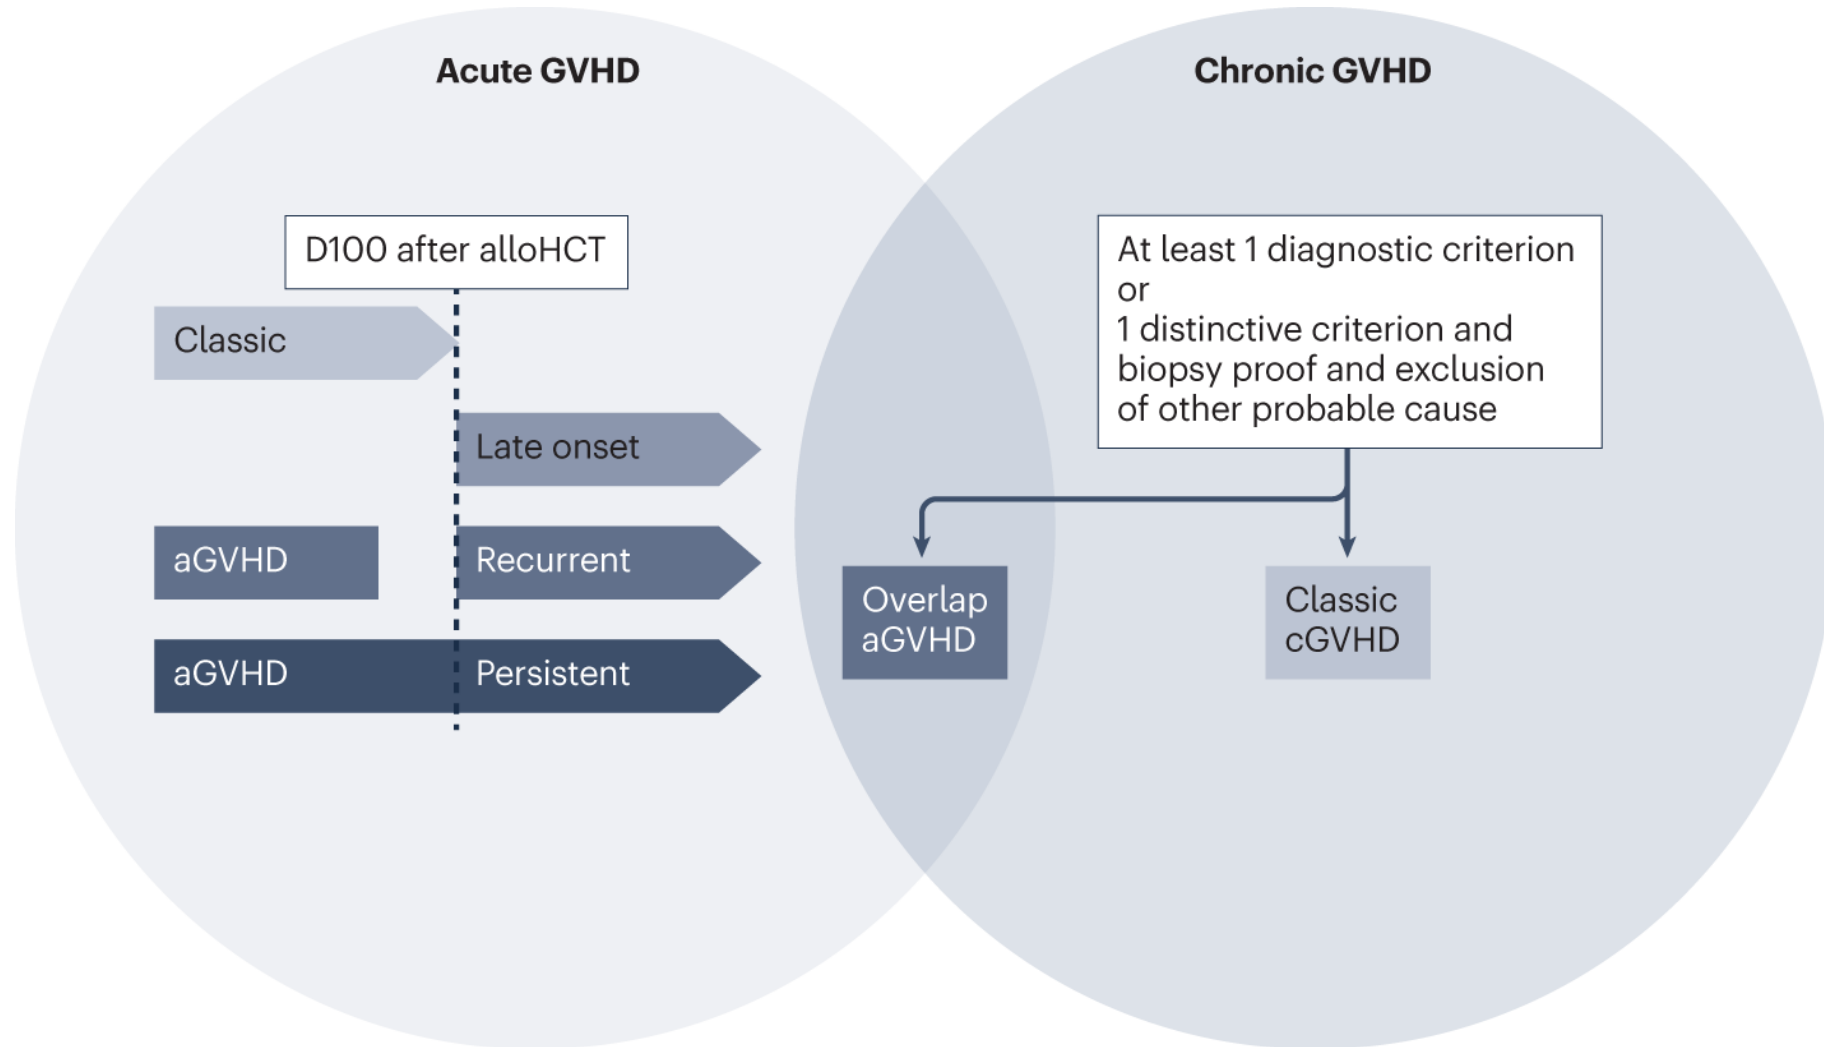 Acute GVHD
Chronic GVHD
D100 after alloHCT
Classic
Late onset
aGVHD
Recurrent
aGVHD
Persistent
At least 1 diagnostic criterion
or
1 distinctive criterion and
biopsy proof and exclusion
of other probable cause
Overlap
aGVHD
Classic
cGVHD